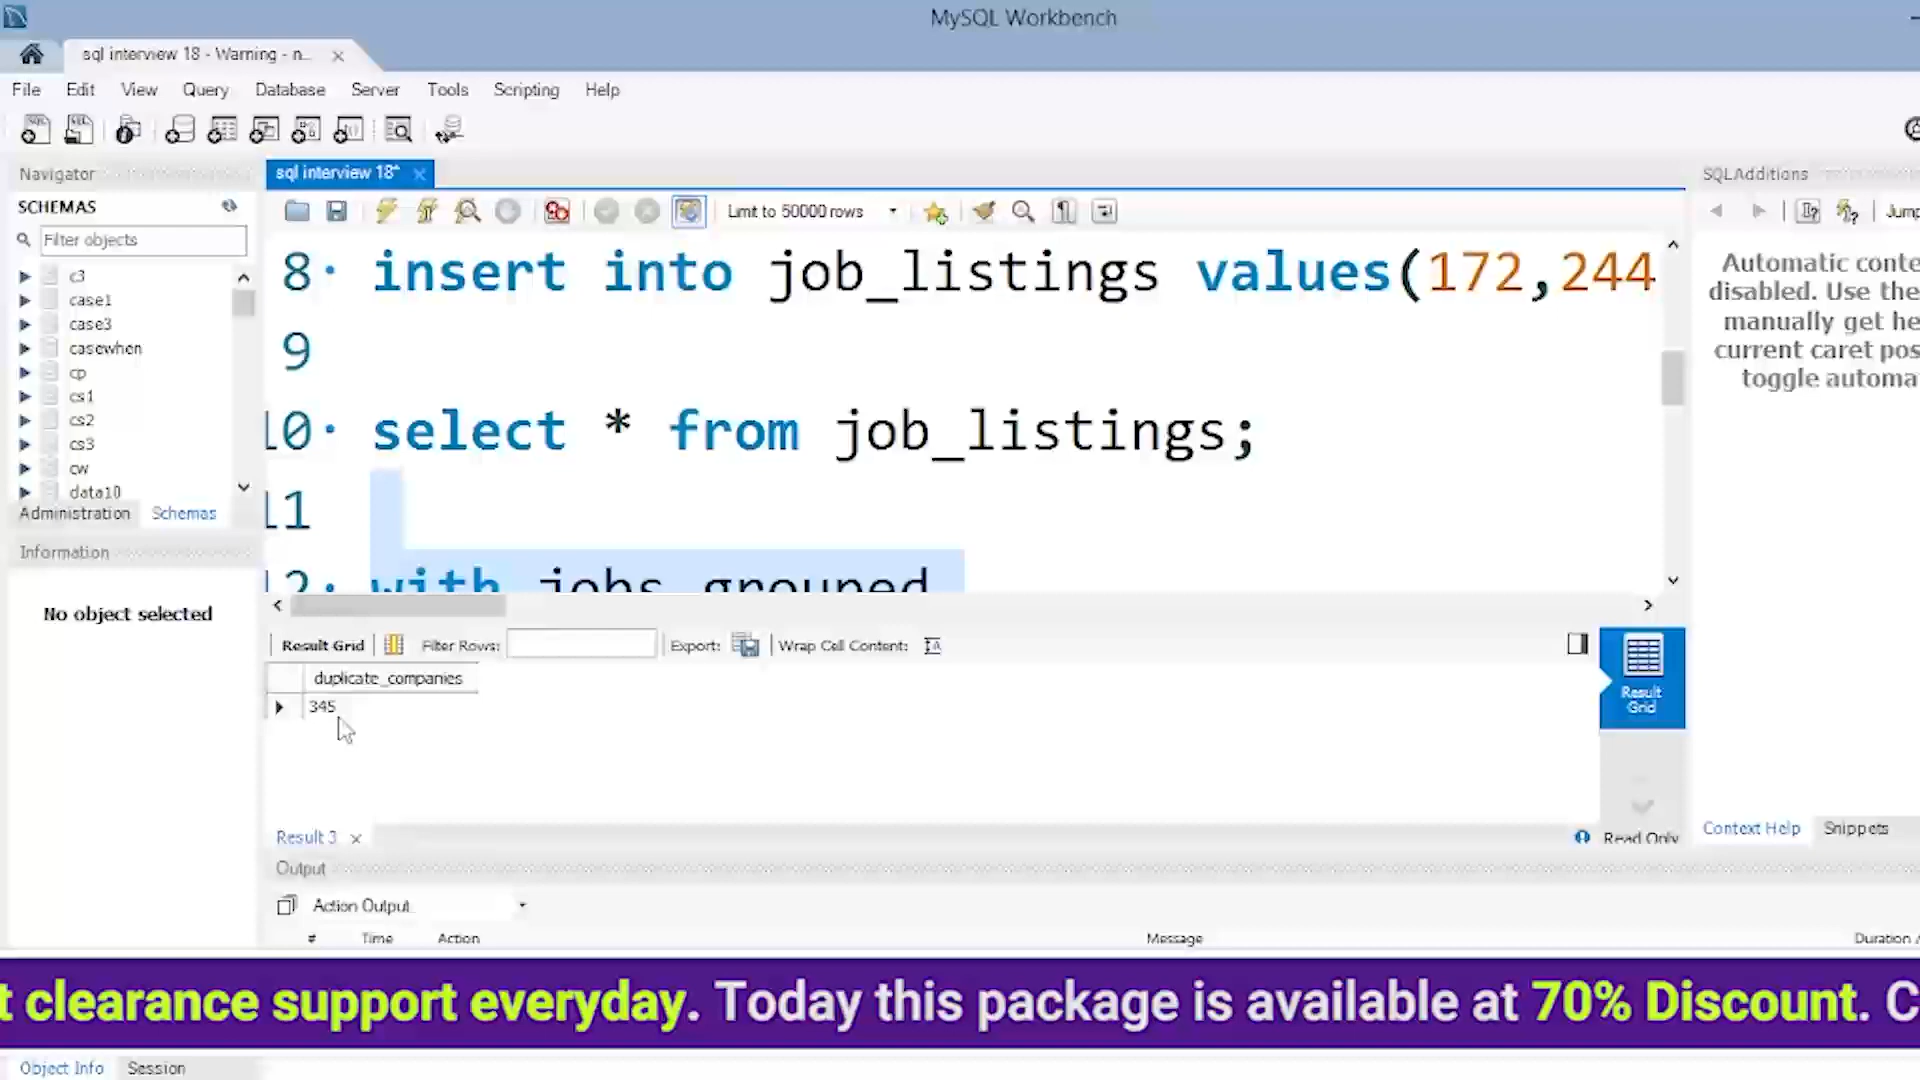 MySQL Workbench
sql interview 18 - Warning - n...
File Edit View Query Database Server Tools Scripting Help
Navigator
SCHEMAS
Filter objects
c3
case1
case3
casewhen
cp
cs1
cs2
cs3
cw
data10
Administration Schemas
Information
No object selected
sql interview 18*
Limit to 50000 rows
8 insert into job_listings values(172,244
9
10 select * from job_listings;
11
12 with jobs_grouped
Result Grid Filter Rows: Export: Wrap Cell Content:
duplicate_companies
345
Result Grid
Result 3
Read Only
Output
Action Output
# Time Action Message Duration /
SQLAdditions
Jump
Automatic conte
disabled. Use the
manually get he
current caret pos
toggle automa
Context Help Snippets
t clearance support everyday. Today this package is available at 70% Discount. C
Object Info Session